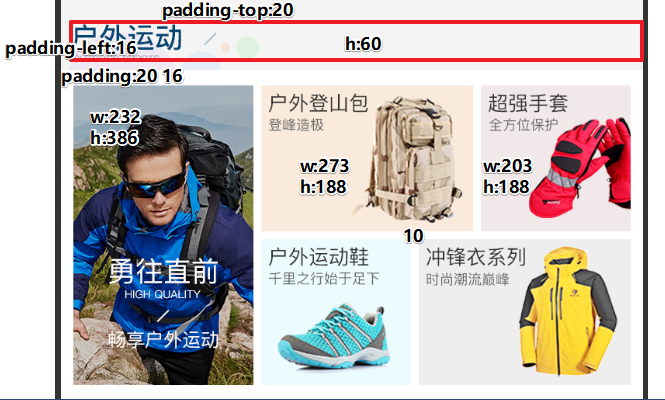 padding-top:20
户外运动
padding-left:16
h:60
padding:20 16
w:232
h:386
勇往直前
HIGH QUALITY
畅享户外运动
户外登山包
登峰造极
w:273
h:188
超强手套
全方位保护
w:203
h:188
10
户外运动鞋
千里之行始于足下
冲锋衣系列
时尚潮流巅峰